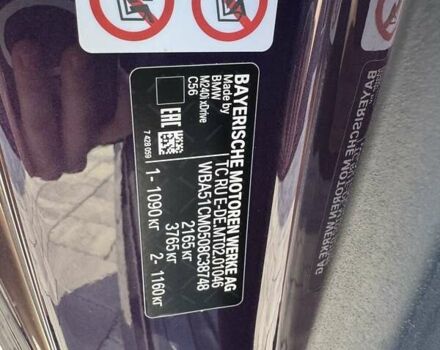 BAYERISCHE MOTOREN WERKE AG
TC RU E-DE.MT02.01046
WBA51CM0508C38748
2165 кг
3765 кг
1- 1090 кг
2- 1160 кг
Made by
BMW
M240i xDrive
C56
EAC
7 428 059